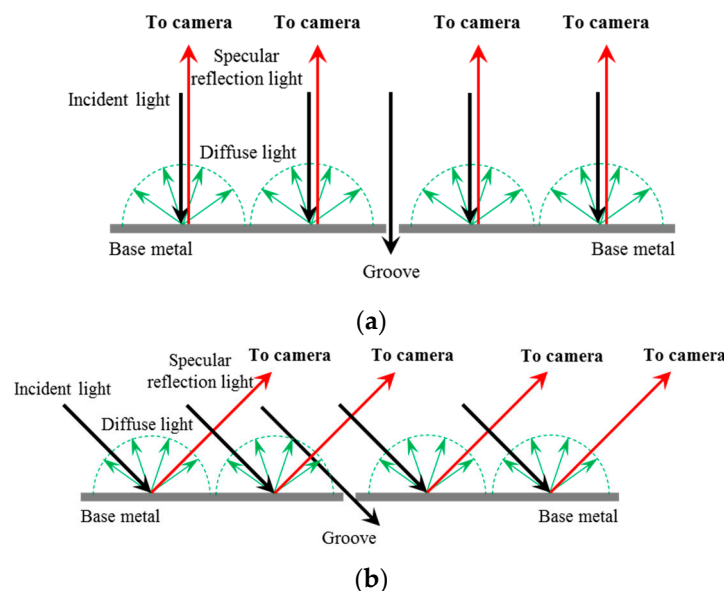 To camera To camera To camera To camera
Specular
reflection light
Incident light
Diffuse light
Base metal Base metal
Groove
(a)
To camera To camera To camera To camera
Specular
reflection light
Incident light
Diffuse light
Base metal Base metal
Groove
(b)